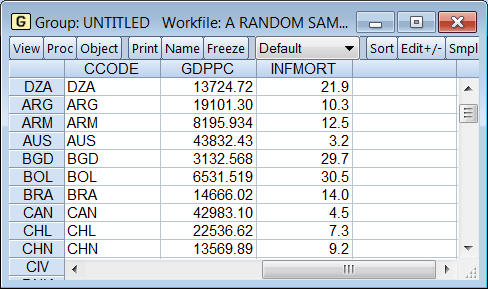 G Group: UNTITLED Workfile: A RANDOM SAM...
View Proc Object Print Name Freeze Default Sort Edit+/- Smpl
CCODE GDPPC INFMORT
DZA DZA 13724.72 21.9
ARG ARG 19101.30 10.3
ARM ARM 8195.934 12.5
AUS AUS 43832.43 3.2
BGD BGD 3132.568 29.7
BOL BOL 6531.519 30.5
BRA BRA 14666.02 14.0
CAN CAN 42983.10 4.5
CHL CHL 22536.62 7.3
CHN CHN 13569.89 9.2
CIV